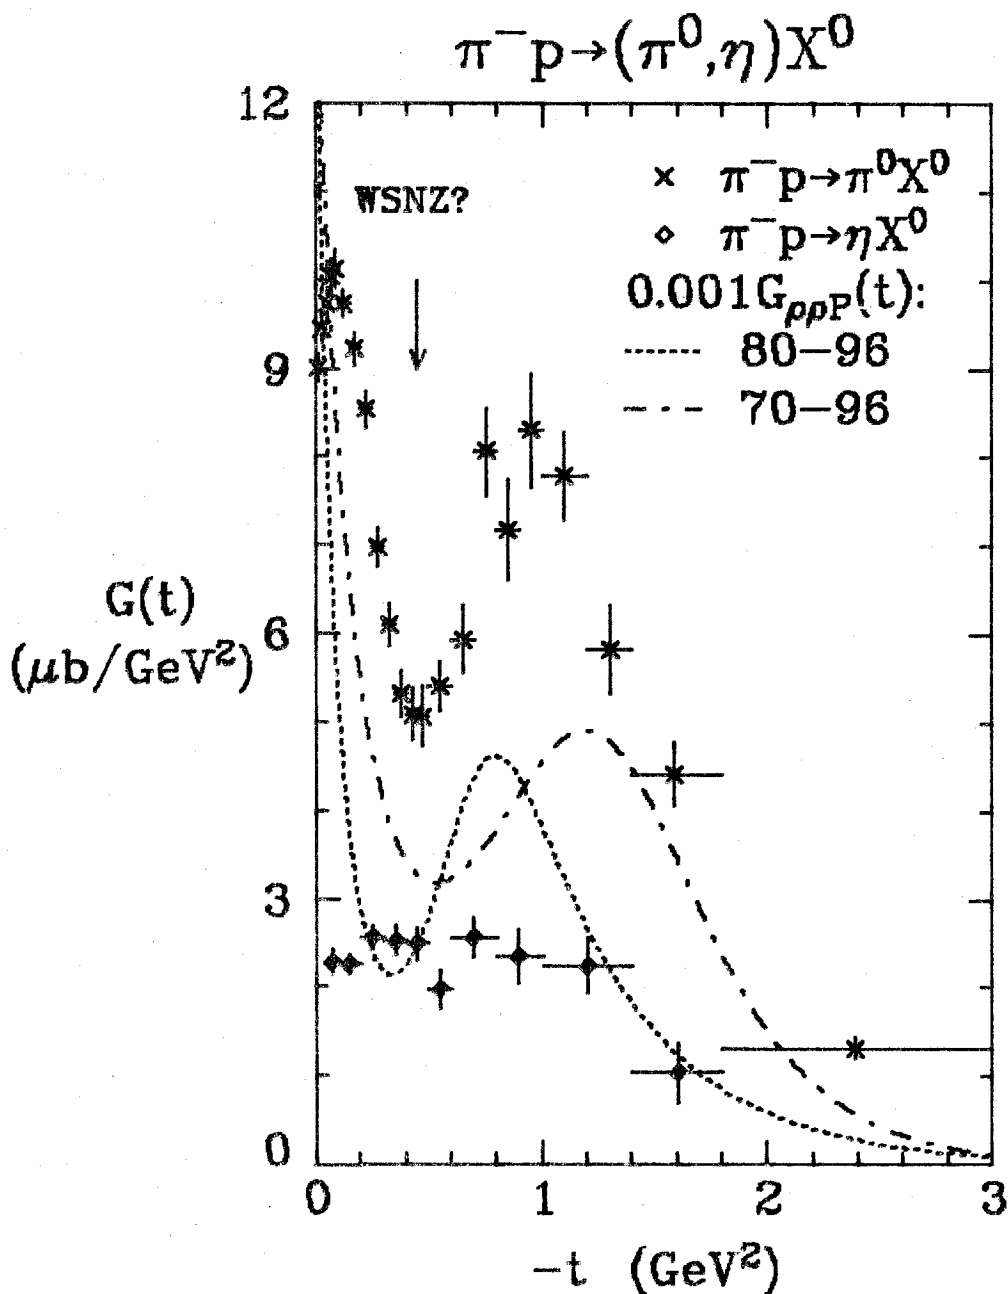 π⁻p→(π⁰,η)X⁰
12
× π⁻p→π⁰X⁰
WSNZ?
◇ π⁻p→ηX⁰
0.001G_ρρP(t):
80−96
9
70−96
G(t)
(μb/GeV²)
6
3
0
0 1 2 3
−t (GeV²)